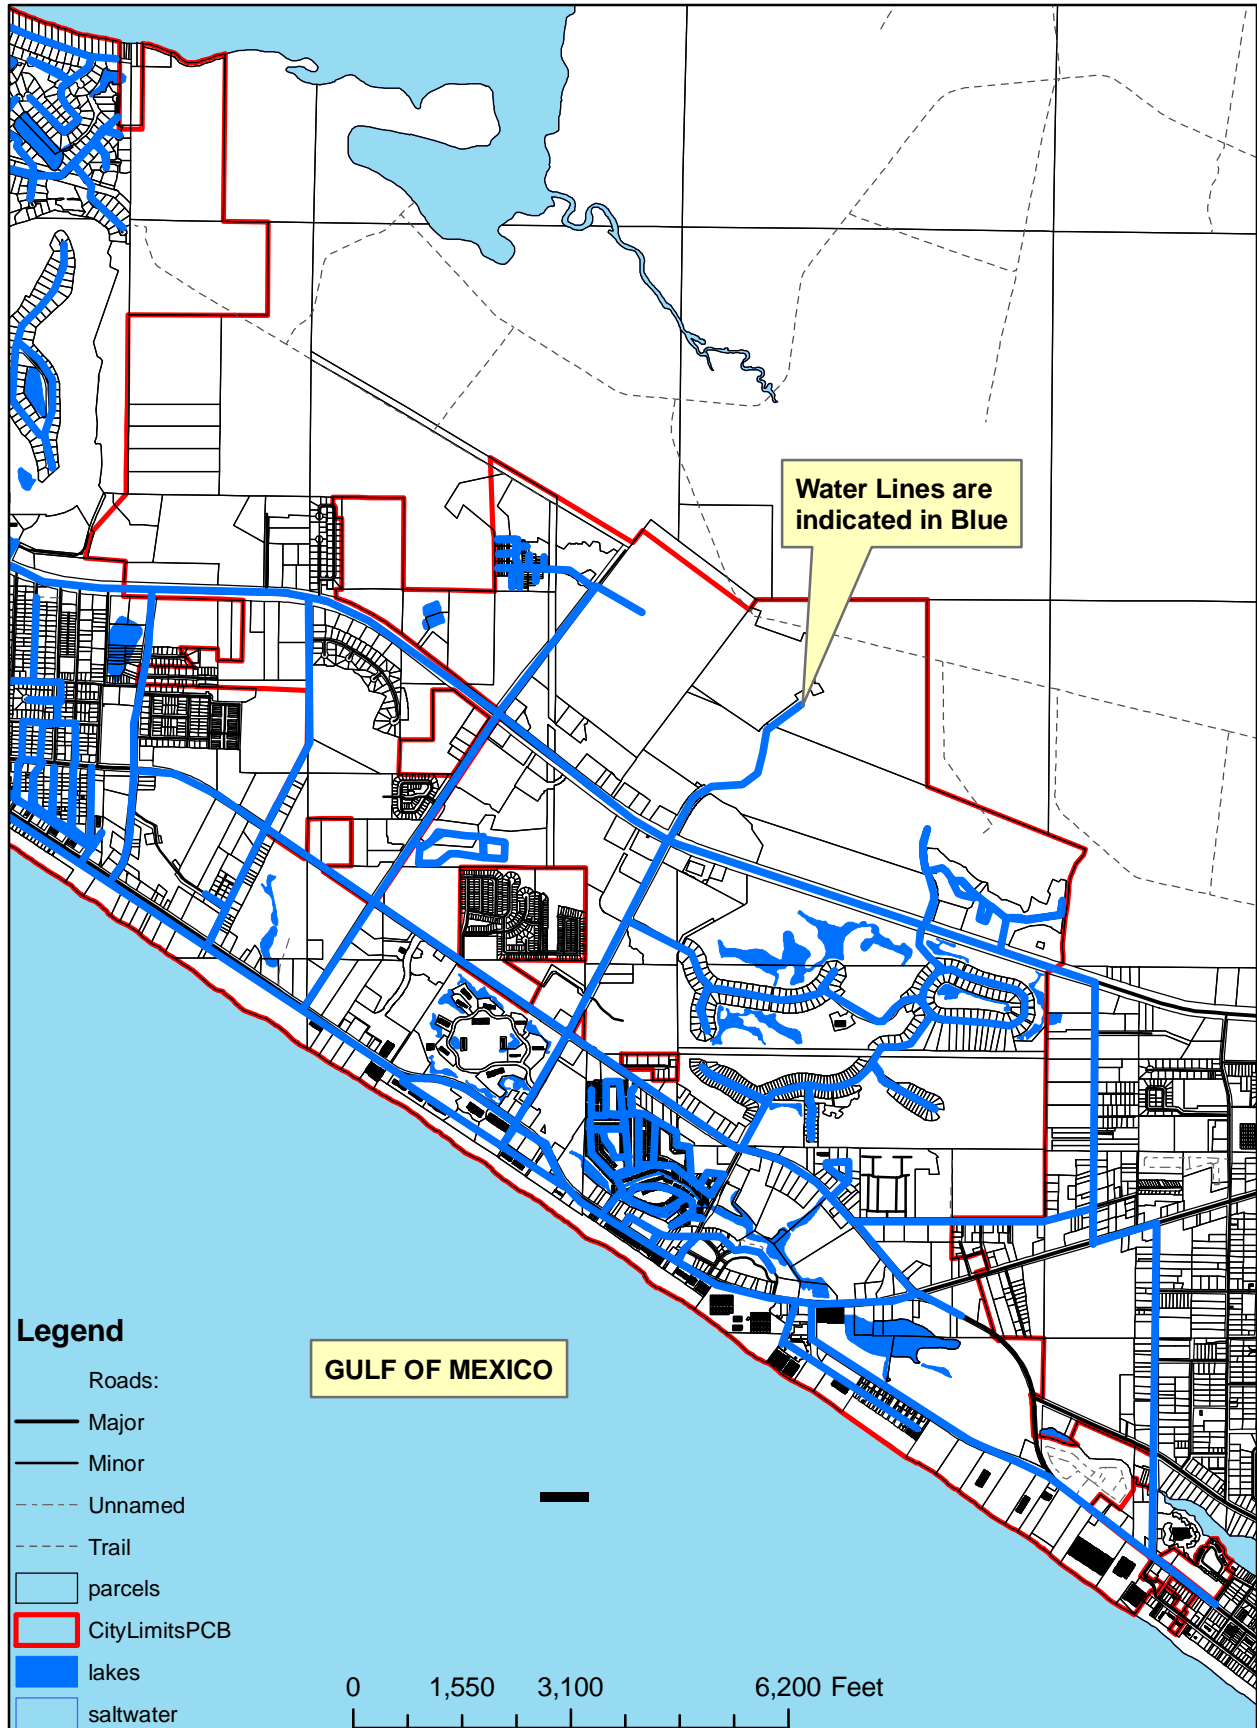 Water Lines are
indicated in Blue
GULF OF MEXICO
Legend
Roads:
Major
Minor
Unnamed
Trail
parcels
CityLimitsPCB
lakes
saltwater
0 1,550 3,100 6,200 Feet